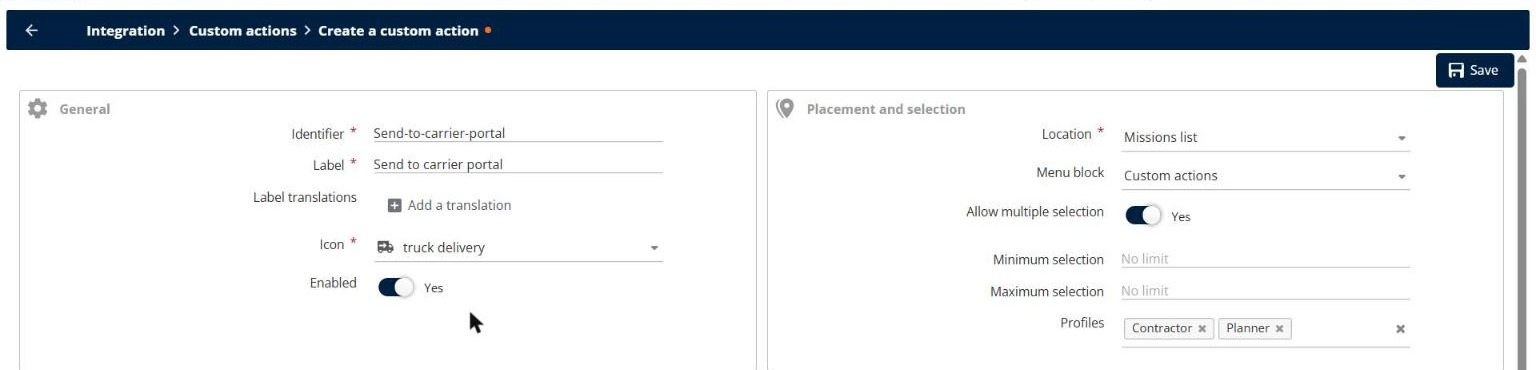 Integration > Custom actions > Create a custom action
Save
General
Identifier * Send-to-carrier-portal
Label * Send to carrier portal
Label translations
Add a translation
Icon * truck delivery
Enabled Yes
Placement and selection
Location * Missions list
Menu block Custom actions
Allow multiple selection Yes
Minimum selection No limit
Maximum selection No limit
Profiles Contractor × Planner × ×